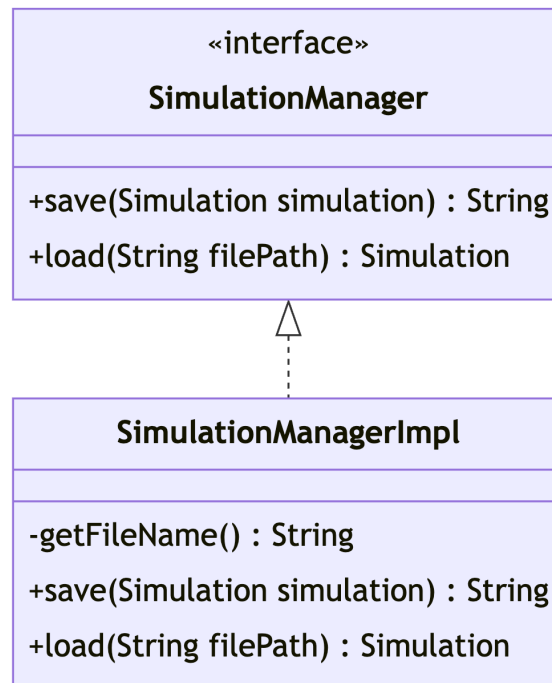 «interface»
SimulationManager
+save(Simulation simulation) : String
+load(String filePath) : Simulation
SimulationManagerImpl
-getFileName() : String
+save(Simulation simulation) : String
+load(String filePath) : Simulation